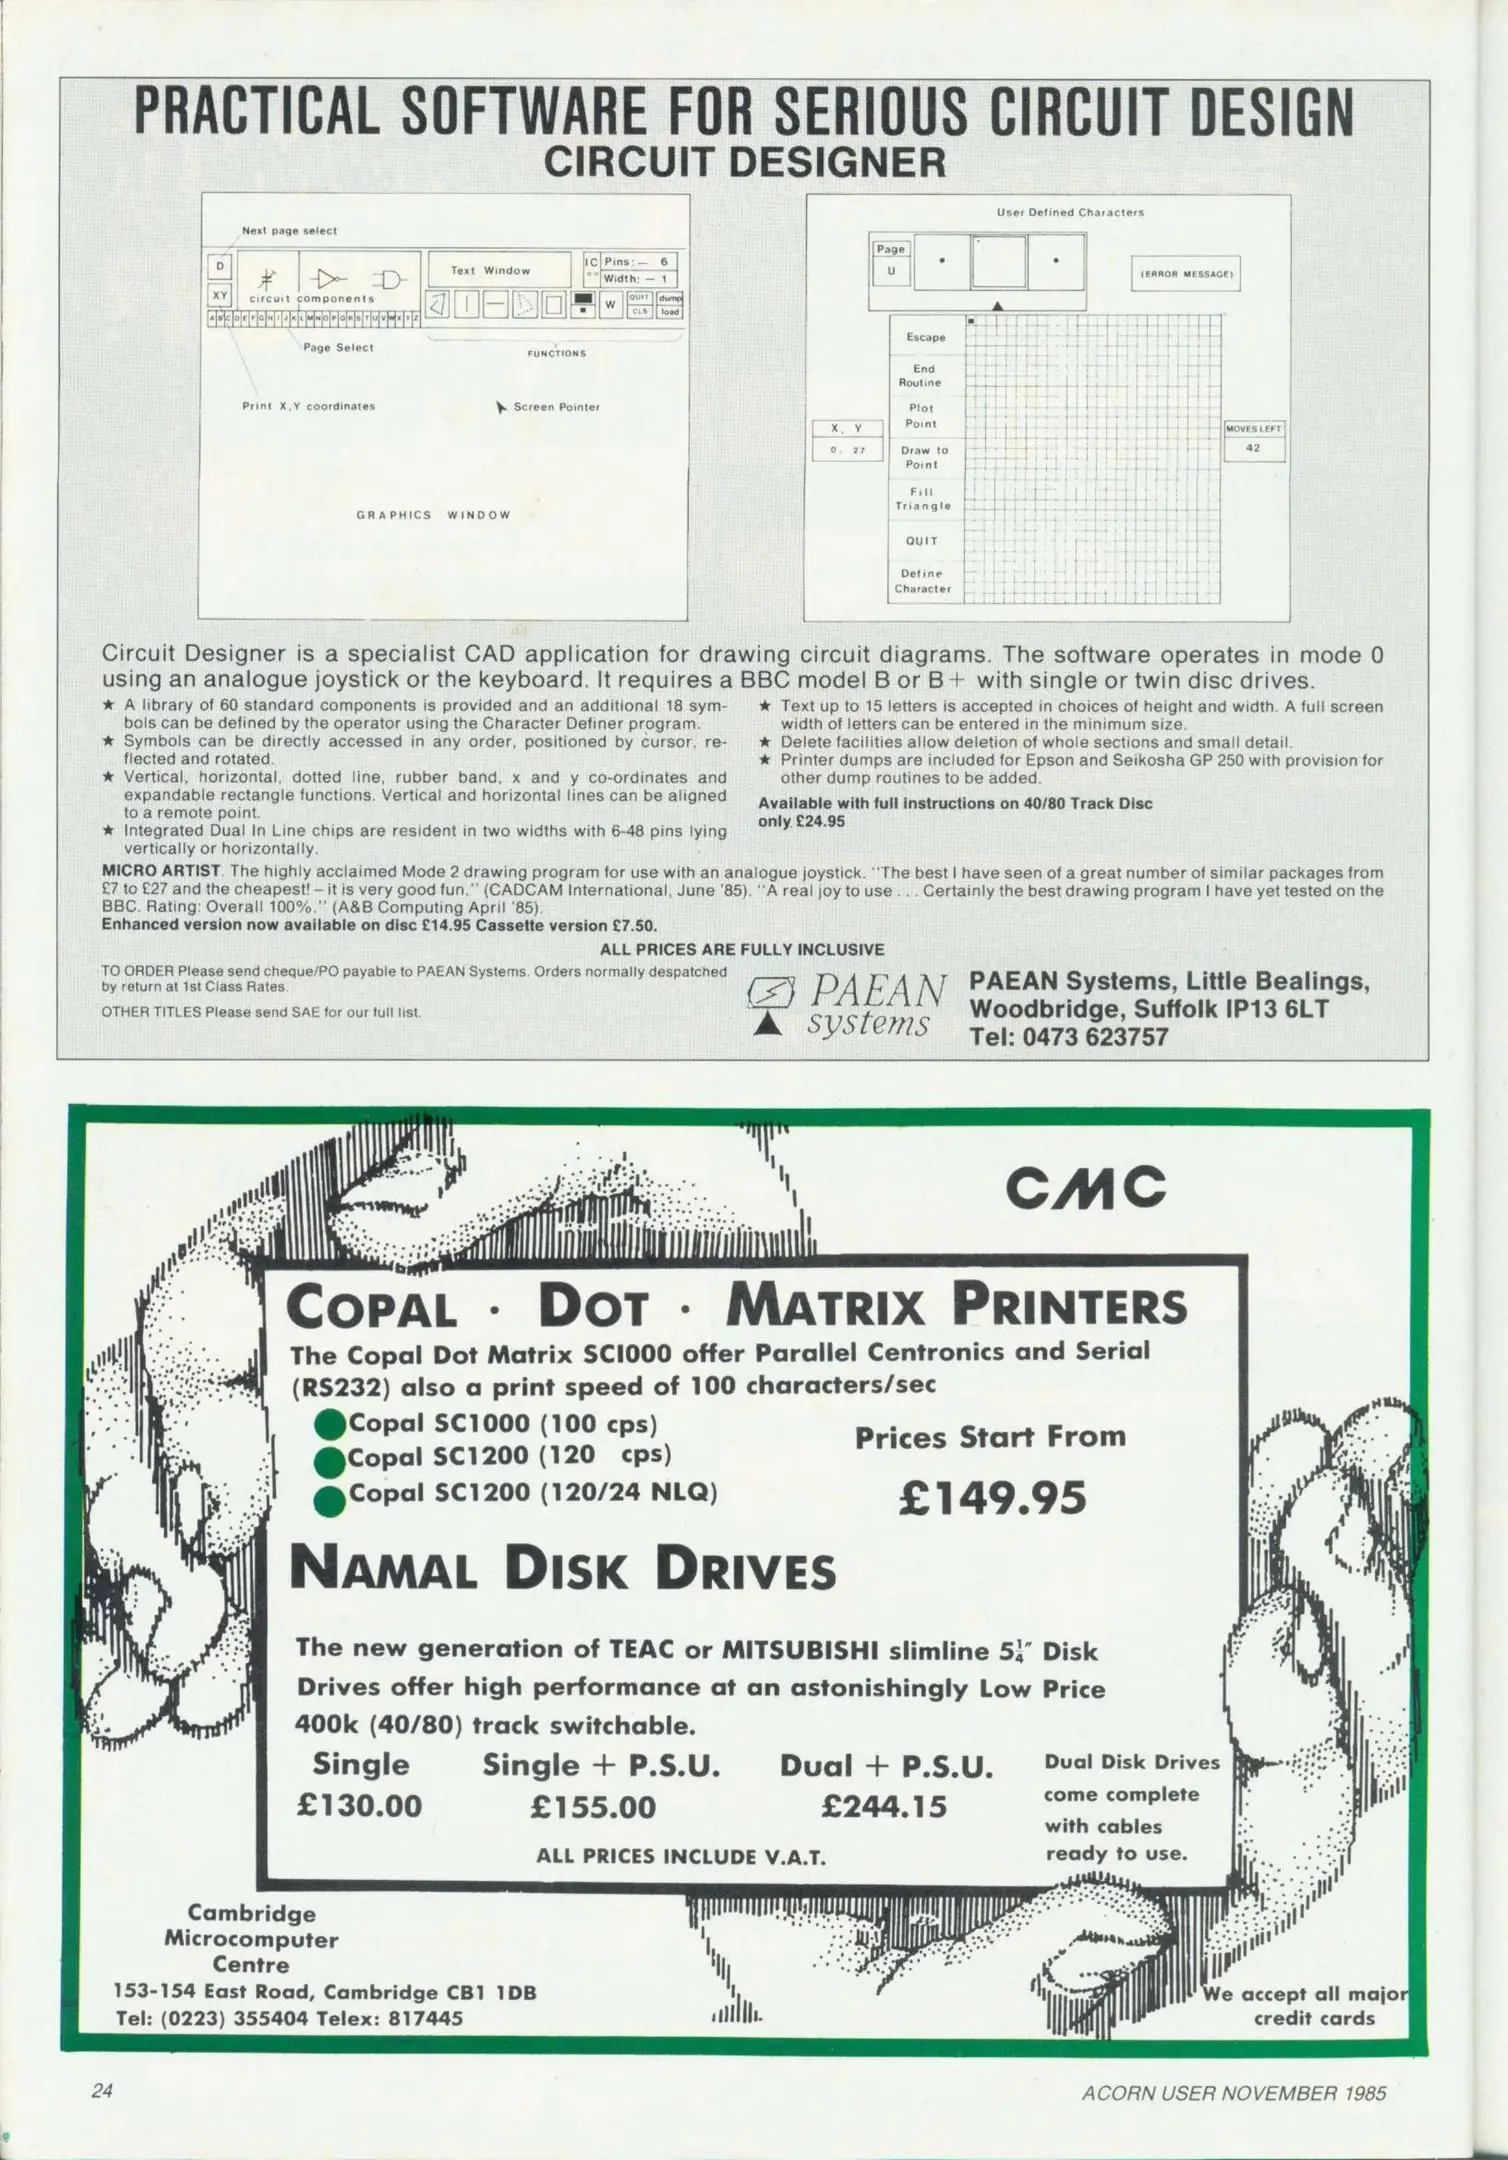 PRACTICAL SOFTWARE FOR SERIOUS CIRCUIT DESIGN
CIRCUIT DESIGNER
Next page select
D
XY
circuit components
A B C D E F G H I J K L M N O P Q R S T U V W X Y Z
Text Window
IC Pins:– 6
Width:– 1
W
QUIT
CLS
dump
load
Page Select
FUNCTIONS
Print X,Y coordinates
Screen Pointer
GRAPHICS WINDOW
User Defined Characters
Page
U
(ERROR MESSAGE)
Escape
End
Routine
Plot
Point
Draw to
Point
Fill
Triangle
QUIT
Define
Character
X, Y
0, 27
MOVES LEFT
42
Circuit Designer is a specialist CAD application for drawing circuit diagrams. The software operates in mode 0
using an analogue joystick or the keyboard. It requires a BBC model B or B+ with single or twin disc drives.
★ A library of 60 standard components is provided and an additional 18 sym-
bols can be defined by the operator using the Character Definer program.
★ Symbols can be directly accessed in any order, positioned by cursor, re-
flected and rotated.
★ Vertical, horizontal, dotted line, rubber band, x and y co-ordinates and
expandable rectangle functions. Vertical and horizontal lines can be aligned
to a remote point.
★ Integrated Dual In Line chips are resident in two widths with 6-48 pins lying
vertically or horizontally.
★ Text up to 15 letters is accepted in choices of height and width. A full screen
width of letters can be entered in the minimum size.
★ Delete facilities allow deletion of whole sections and small detail.
★ Printer dumps are included for Epson and Seikosha GP 250 with provision for
other dump routines to be added.
Available with full instructions on 40/80 Track Disc
only £24.95
MICRO ARTIST. The highly acclaimed Mode 2 drawing program for use with an analogue joystick. "The best I have seen of a great number of similar packages from
£7 to £27 and the cheapest! – it is very good fun." (CADCAM International, June '85). "A real joy to use . . . Certainly the best drawing program I have yet tested on the
BBC. Rating: Overall 100%." (A&B Computing April '85).
Enhanced version now available on disc £14.95 Cassette version £7.50.
ALL PRICES ARE FULLY INCLUSIVE
TO ORDER Please send cheque/PO payable to PAEAN Systems. Orders normally despatched
by return at 1st Class Rates.
OTHER TITLES Please send SAE for our full list.
PAEAN
systems
PAEAN Systems, Little Bealings,
Woodbridge, Suffolk IP13 6LT
Tel: 0473 623757
CMC
COPAL · DOT · MATRIX PRINTERS
The Copal Dot Matrix SC1000 offer Parallel Centronics and Serial
(RS232) also a print speed of 100 characters/sec
Copal SC1000 (100 cps)
Copal SC1200 (120 cps)
Copal SC1200 (120/24 NLQ)
Prices Start From
£149.95
NAMAL DISK DRIVES
The new generation of TEAC or MITSUBISHI slimline 5¼" Disk
Drives offer high performance at an astonishingly Low Price
400k (40/80) track switchable.
Single
£130.00
Single + P.S.U.
£155.00
Dual + P.S.U.
£244.15
Dual Disk Drives
come complete
with cables
ready to use.
ALL PRICES INCLUDE V.A.T.
Cambridge
Microcomputer
Centre
153-154 East Road, Cambridge CB1 1DB
Tel: (0223) 355404 Telex: 817445
We accept all major
credit cards
24
ACORN USER NOVEMBER 1985